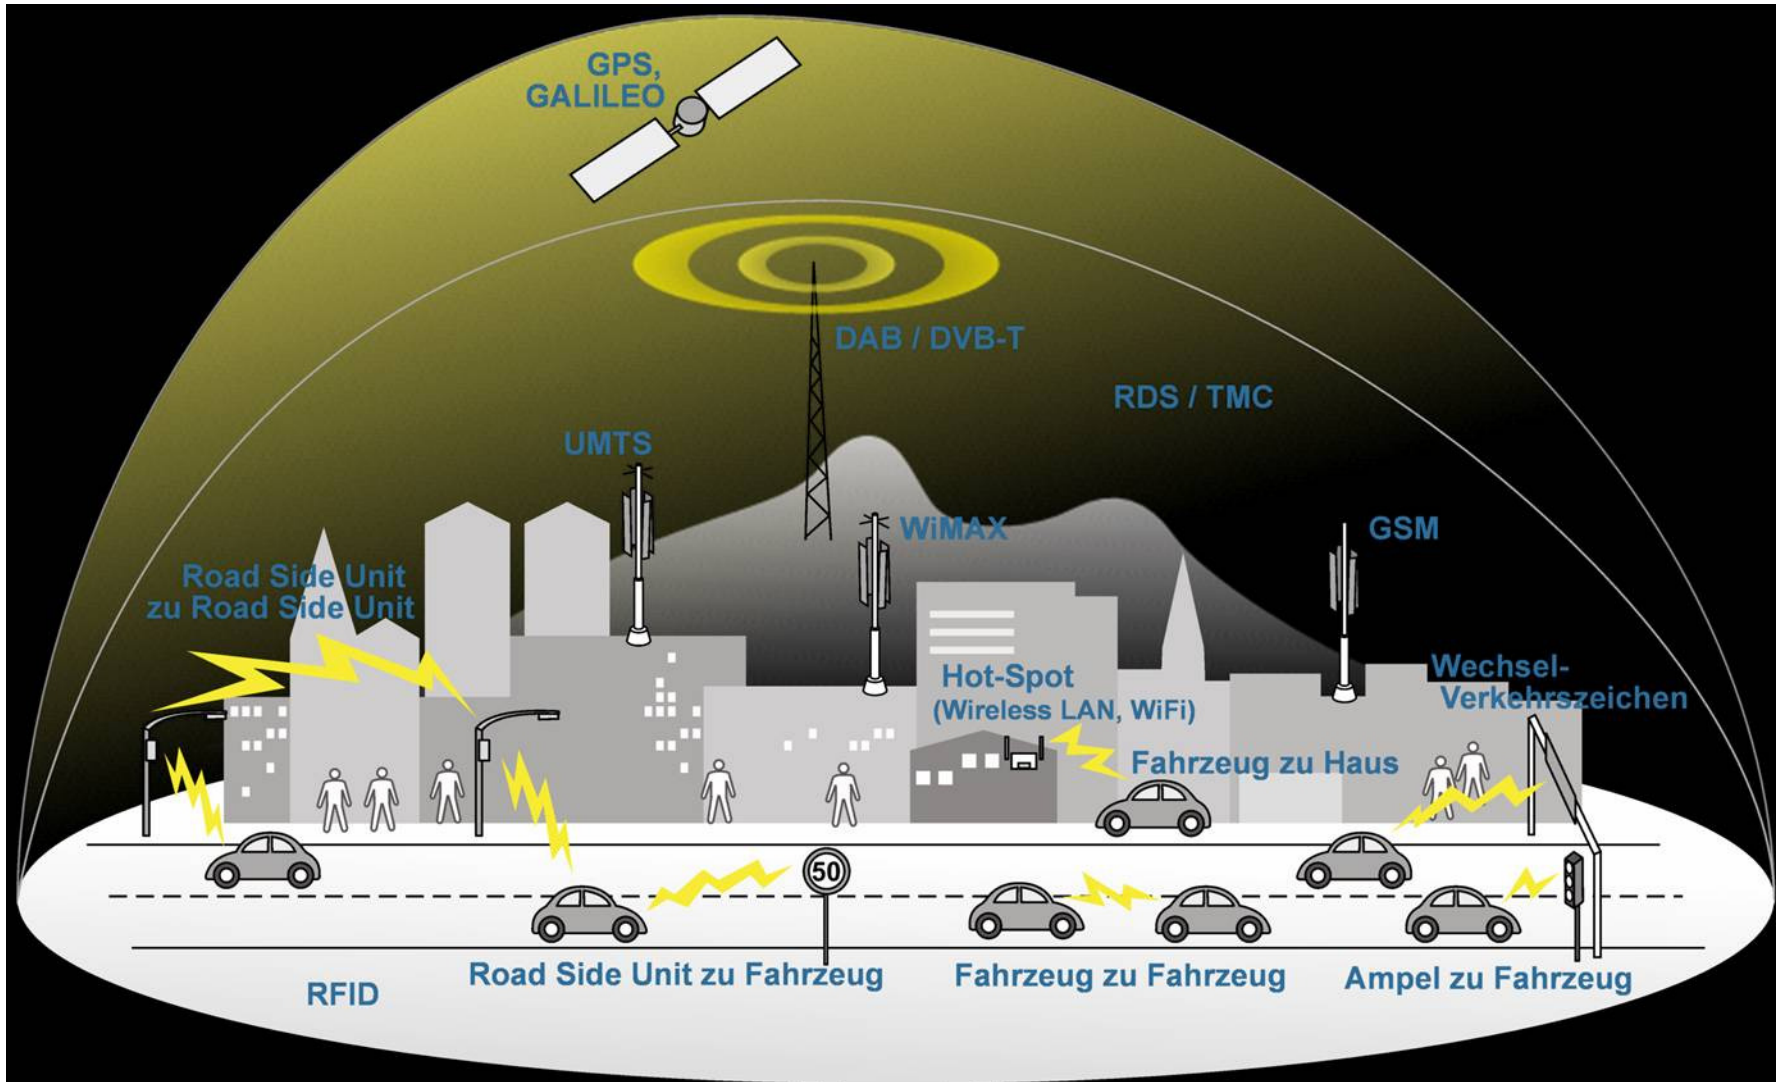 GPS,
GALILEO
DAB / DVB-T
RDS / TMC
UMTS
WiMAX
GSM
Road Side Unit
zu Road Side Unit
Hot-Spot
(Wireless LAN, WiFi)
Wechsel-
Verkehrszeichen
Fahrzeug zu Haus
50
Road Side Unit zu Fahrzeug
Fahrzeug zu Fahrzeug
Ampel zu Fahrzeug
RFID